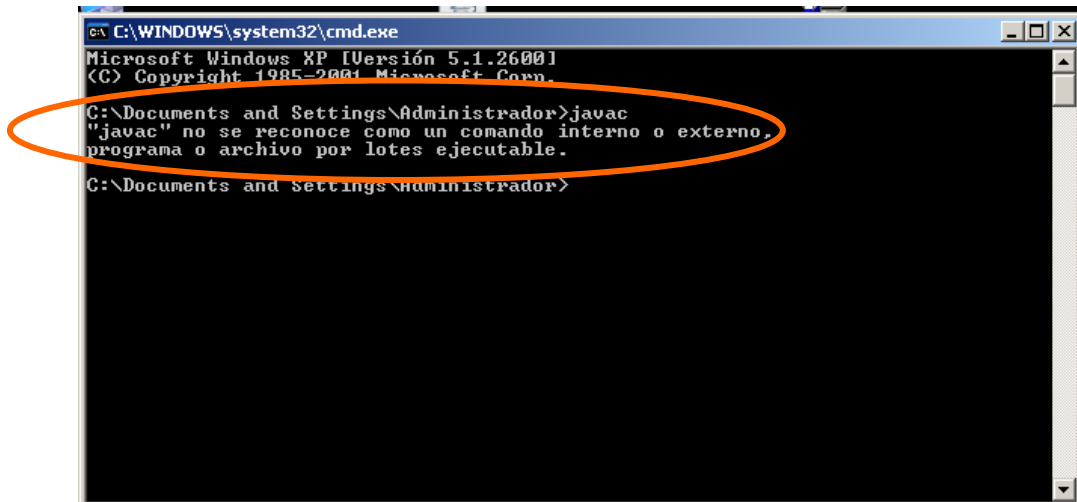 C:\WINDOWS\system32\cmd.exe
Microsoft Windows XP [Versión 5.1.2600]
(C) Copyright 1985-2001 Microsoft Corp.
C:\Documents and Settings\Administrador>javac
"javac" no se reconoce como un comando interno o externo,
programa o archivo por lotes ejecutable.
C:\Documents and Settings\Administrador>